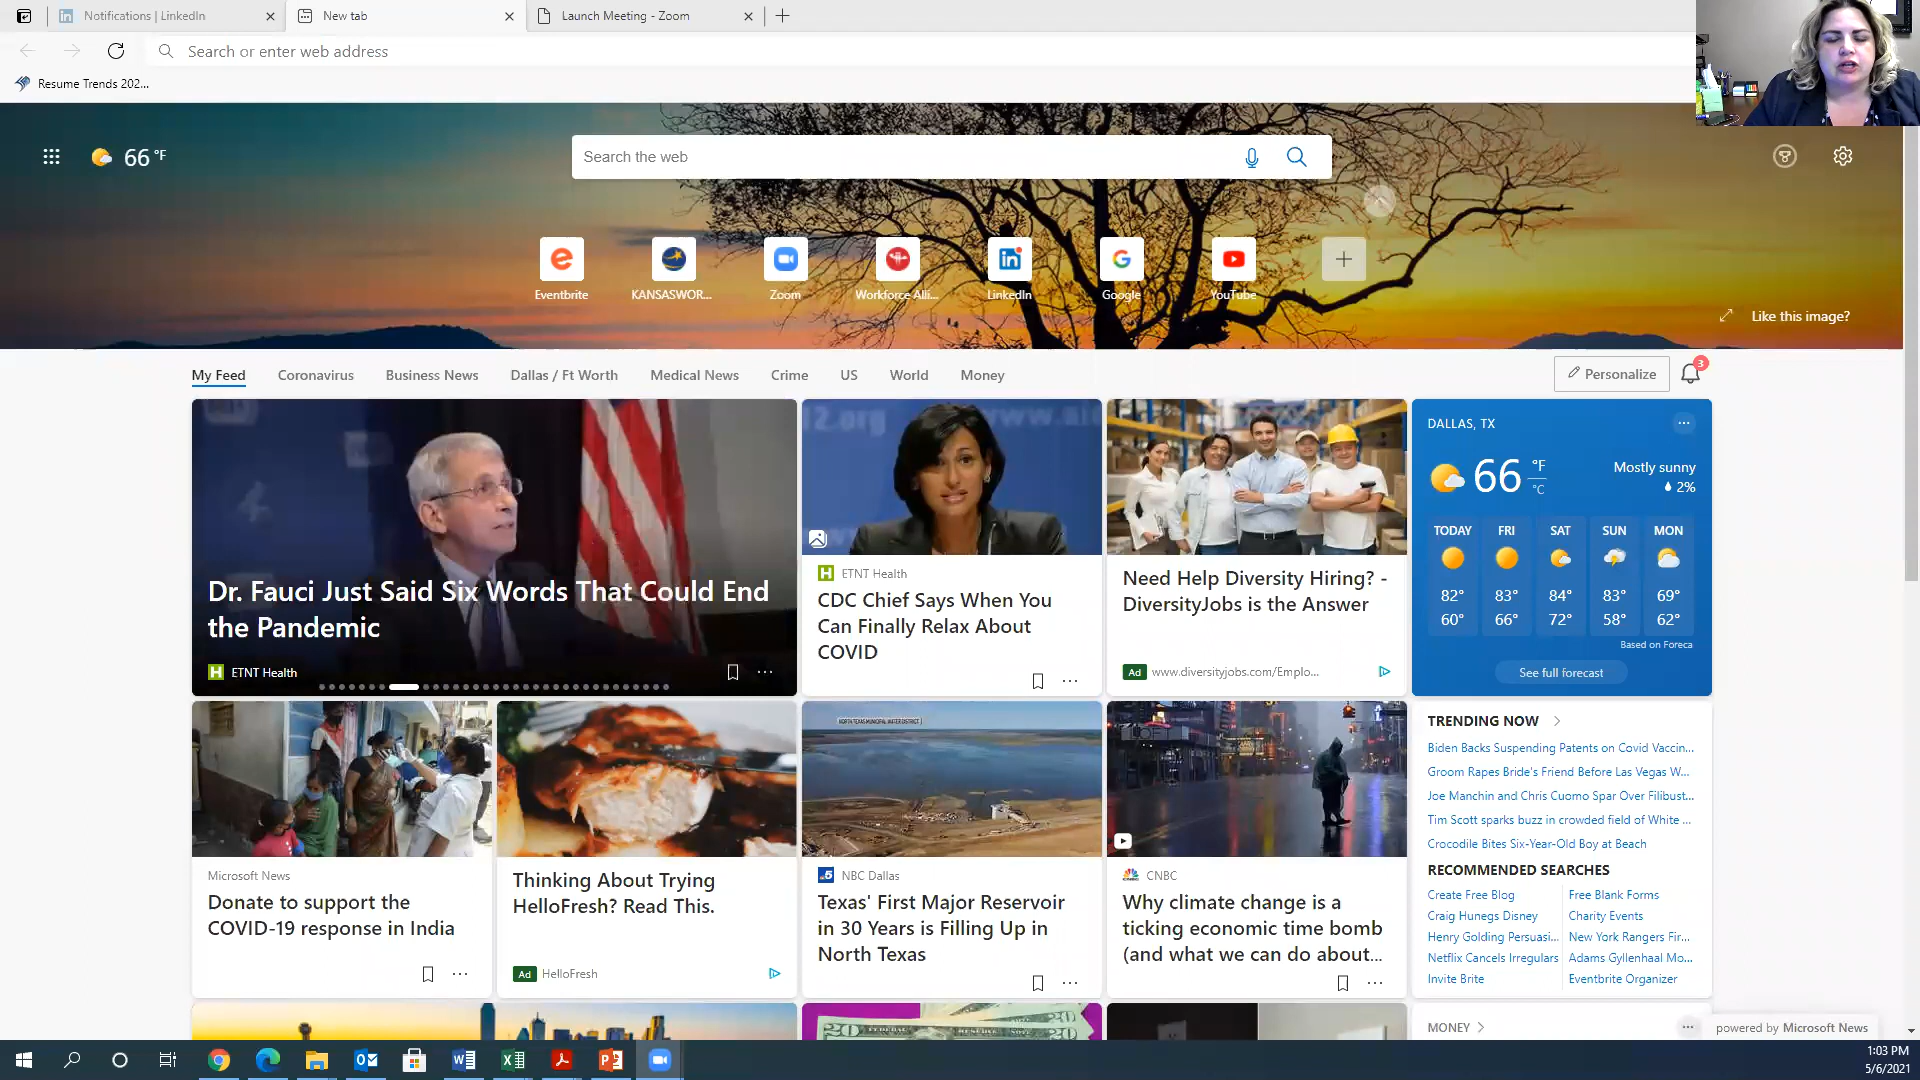 Notifications | LinkedIn
New tab
Launch Meeting - Zoom
Search or enter web address
Resume Trends 202...
66 °F
Search the web
Eventbrite
KANSASWOR...
Zoom
Workforce Alli...
LinkedIn
Google
YouTube
Like this image?
My Feed
Coronavirus
Business News
Dallas / Ft Worth
Medical News
Crime
US
World
Money
Personalize
3
Dr. Fauci Just Said Six Words That Could End
the Pandemic
ETNT Health
ETNT Health
CDC Chief Says When You
Can Finally Relax About
COVID
Need Help Diversity Hiring? -
DiversityJobs is the Answer
Ad www.diversityjobs.com/Emplo...
DALLAS, TX
66 °F °C
Mostly sunny
2%
TODAY FRI SAT SUN MON
82° 83° 84° 83° 69°
60° 66° 72° 58° 62°
Based on Foreca
See full forecast
Microsoft News
Donate to support the
COVID-19 response in India
Thinking About Trying
HelloFresh? Read This.
Ad HelloFresh
NORTH TEXAS MUNICIPAL WATER DISTRICT
NBC Dallas
Texas' First Major Reservoir
in 30 Years is Filling Up in
North Texas
CNBC
Why climate change is a
ticking economic time bomb
(and what we can do about...
TRENDING NOW
Biden Backs Suspending Patents on Covid Vaccin...
Groom Rapes Bride's Friend Before Las Vegas W...
Joe Manchin and Chris Cuomo Spar Over Filibust...
Tim Scott sparks buzz in crowded field of White ...
Crocodile Bites Six-Year-Old Boy at Beach
RECOMMENDED SEARCHES
Create Free Blog
Free Blank Forms
Craig Hunegs Disney
Charity Events
Henry Golding Persuasi...
New York Rangers Fir...
Netflix Cancels Irregulars
Adams Gyllenhaal Mo...
Invite Brite
Eventbrite Organizer
MONEY
powered by Microsoft News
1:03 PM
5/6/2021